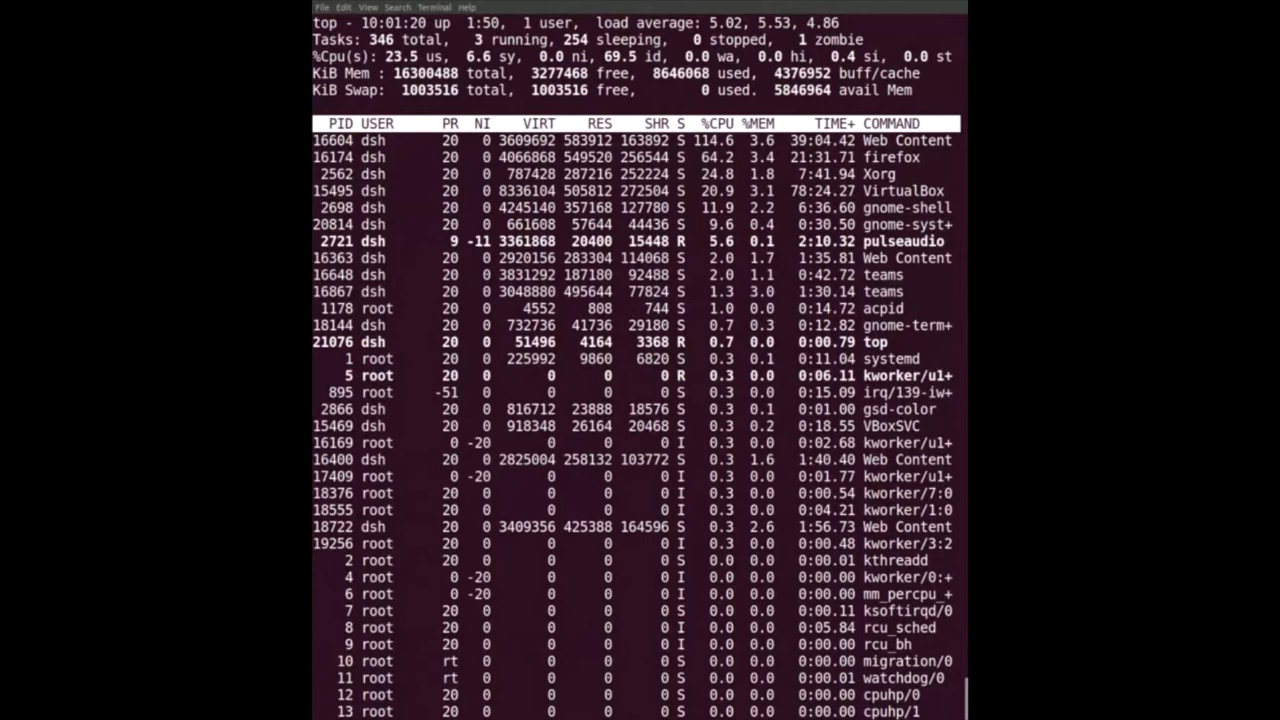 File Edit View Search Terminal Help
top - 10:01:20 up  1:50,  1 user,  load average: 5.02, 5.53, 4.86
Tasks: 346 total,   3 running, 254 sleeping,   0 stopped,   1 zombie
%Cpu(s): 23.5 us,  6.6 sy,  0.0 ni, 69.5 id,  0.0 wa,  0.0 hi,  0.4 si,  0.0 st
KiB Mem : 16300488 total,  3277468 free,  8646068 used,  4376952 buff/cache
KiB Swap:  1003516 total,  1003516 free,        0 used.  5846964 avail Mem
PID USER PR NI VIRT RES SHR S %CPU %MEM TIME+ COMMAND
16604 dsh 20 0 3609692 583912 163892 S 114.6 3.6 39:04.42 Web Content
16174 dsh 20 0 4066868 549520 256544 S 64.2 3.4 21:31.71 firefox
2562 dsh 20 0 787428 287216 252224 S 24.8 1.8 7:41.94 Xorg
15495 dsh 20 0 8336104 505812 272504 S 20.9 3.1 78:24.27 VirtualBox
2698 dsh 20 0 4245140 357168 127780 S 11.9 2.2 6:36.60 gnome-shell
20814 dsh 20 0 661608 57644 44436 S 9.6 0.4 0:30.50 gnome-syst+
2721 dsh 9 -11 3361868 20400 15448 R 5.6 0.1 2:10.32 pulseaudio
16363 dsh 20 0 2920156 283304 114068 S 2.0 1.7 1:35.81 Web Content
16648 dsh 20 0 3831292 187180 92488 S 2.0 1.1 0:42.72 teams
16867 dsh 20 0 3048880 495644 77824 S 1.3 3.0 1:30.14 teams
1178 root 20 0 4552 808 744 S 1.0 0.0 0:14.72 acpid
18144 dsh 20 0 732736 41736 29180 S 0.7 0.3 0:12.82 gnome-term+
21076 dsh 20 0 51496 4164 3368 R 0.7 0.0 0:00.79 top
1 root 20 0 225992 9860 6820 S 0.3 0.1 0:11.04 systemd
5 root 20 0 0 0 0 R 0.3 0.0 0:06.11 kworker/u1+
895 root -51 0 0 0 0 S 0.3 0.0 0:15.09 irq/139-iw+
2866 dsh 20 0 816712 23888 18576 S 0.3 0.1 0:01.00 gsd-color
15469 dsh 20 0 918348 26164 20468 S 0.3 0.2 0:18.55 VBoxSVC
16169 root 0 -20 0 0 0 I 0.3 0.0 0:02.68 kworker/u1+
16400 dsh 20 0 2825004 258132 103772 S 0.3 1.6 1:40.40 Web Content
17409 root 0 -20 0 0 0 I 0.3 0.0 0:01.77 kworker/u1+
18376 root 20 0 0 0 0 I 0.3 0.0 0:00.54 kworker/7:0
18555 root 20 0 0 0 0 I 0.3 0.0 0:04.21 kworker/1:0
18722 dsh 20 0 3409356 425388 164596 S 0.3 2.6 1:56.73 Web Content
19256 root 20 0 0 0 0 I 0.3 0.0 0:00.48 kworker/3:2
2 root 20 0 0 0 0 S 0.0 0.0 0:00.01 kthreadd
4 root 0 -20 0 0 0 I 0.0 0.0 0:00.00 kworker/0:+
6 root 0 -20 0 0 0 I 0.0 0.0 0:00.00 mm_percpu_+
7 root 20 0 0 0 0 S 0.0 0.0 0:00.11 ksoftirqd/0
8 root 20 0 0 0 0 I 0.0 0.0 0:05.84 rcu_sched
9 root 20 0 0 0 0 I 0.0 0.0 0:00.00 rcu_bh
10 root rt 0 0 0 0 S 0.0 0.0 0:00.00 migration/0
11 root rt 0 0 0 0 S 0.0 0.0 0:00.01 watchdog/0
12 root 20 0 0 0 0 S 0.0 0.0 0:00.00 cpuhp/0
13 root 20 0 0 0 0 S 0.0 0.0 0:00.00 cpuhp/1